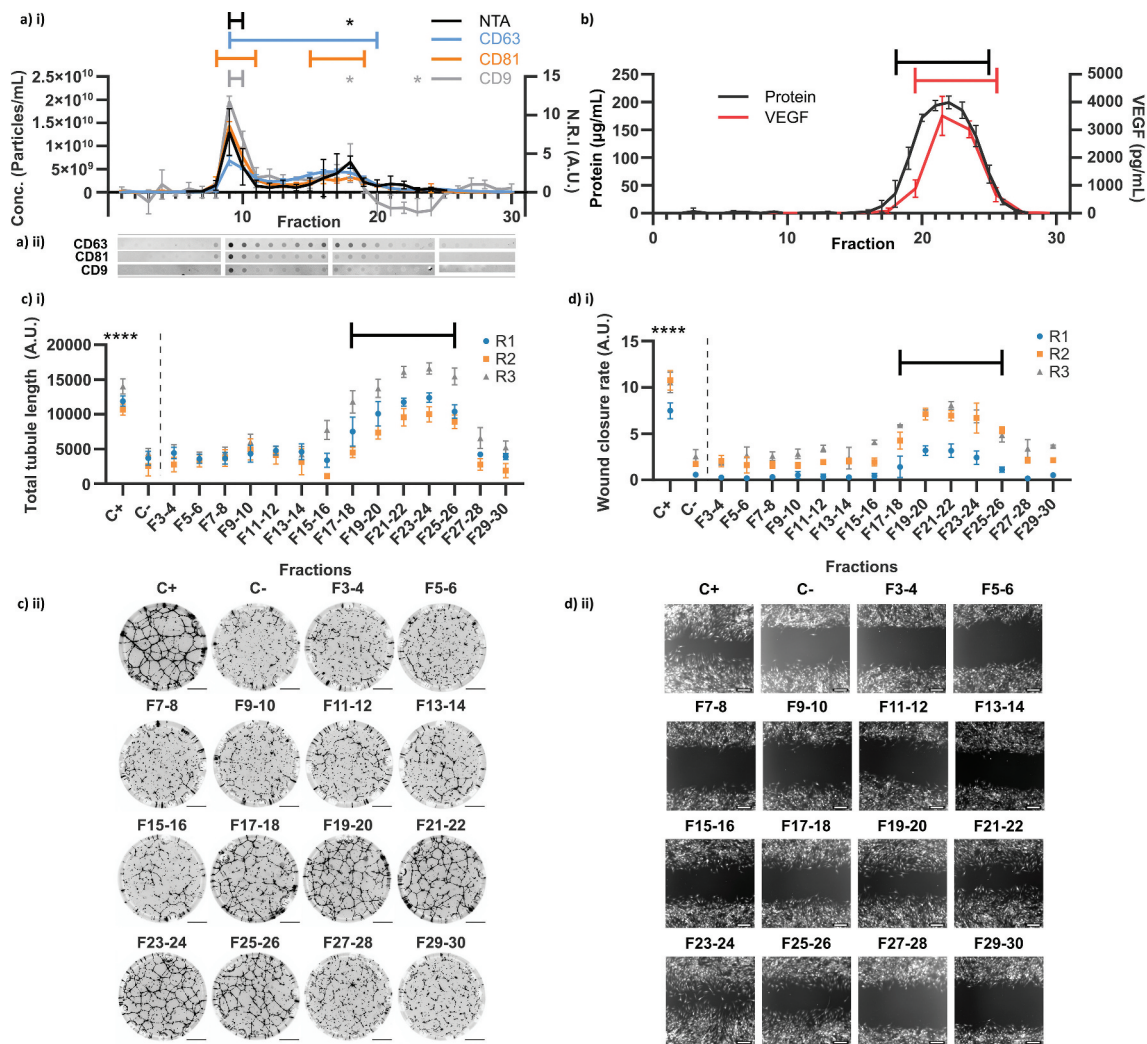 a) i)
NTA
CD63
CD81
CD9
*
* *
Conc. (Particles/mL)
2.5×10¹⁰
2.0×10¹⁰
1.5×10¹⁰
1.0×10¹⁰
5×10⁹
0
15
10
5
0
N.R.I (A.U.)
10 20 30
Fraction
a) ii)
CD63
CD81
CD9
b)
Protein
VEGF
Protein (µg/mL)
250
200
150
100
50
0
5000
4000
3000
2000
1000
0
VEGF (pg/mL)
0 10 20 30
Fraction
c) i)
Total tubule length (A.U.)
20000
15000
10000
5000
0
****
R1
R2
R3
C+ C- F3-4 F5-6 F7-8 F9-10 F11-12 F13-14 F15-16 F17-18 F19-20 F21-22 F23-24 F25-26 F27-28 F29-30
Fractions
d) i)
Wound closure rate (A.U.)
15
10
5
0
****
R1
R2
R3
C+ C- F3-4 F5-6 F7-8 F9-10 F11-12 F13-14 F15-16 F17-18 F19-20 F21-22 F23-24 F25-26 F27-28 F29-30
Fractions
c) ii)
C+ C- F3-4 F5-6
F7-8 F9-10 F11-12 F13-14
F15-16 F17-18 F19-20 F21-22
F23-24 F25-26 F27-28 F29-30
d) ii)
C+ C- F3-4 F5-6
F7-8 F9-10 F11-12 F13-14
F15-16 F17-18 F19-20 F21-22
F23-24 F25-26 F27-28 F29-30